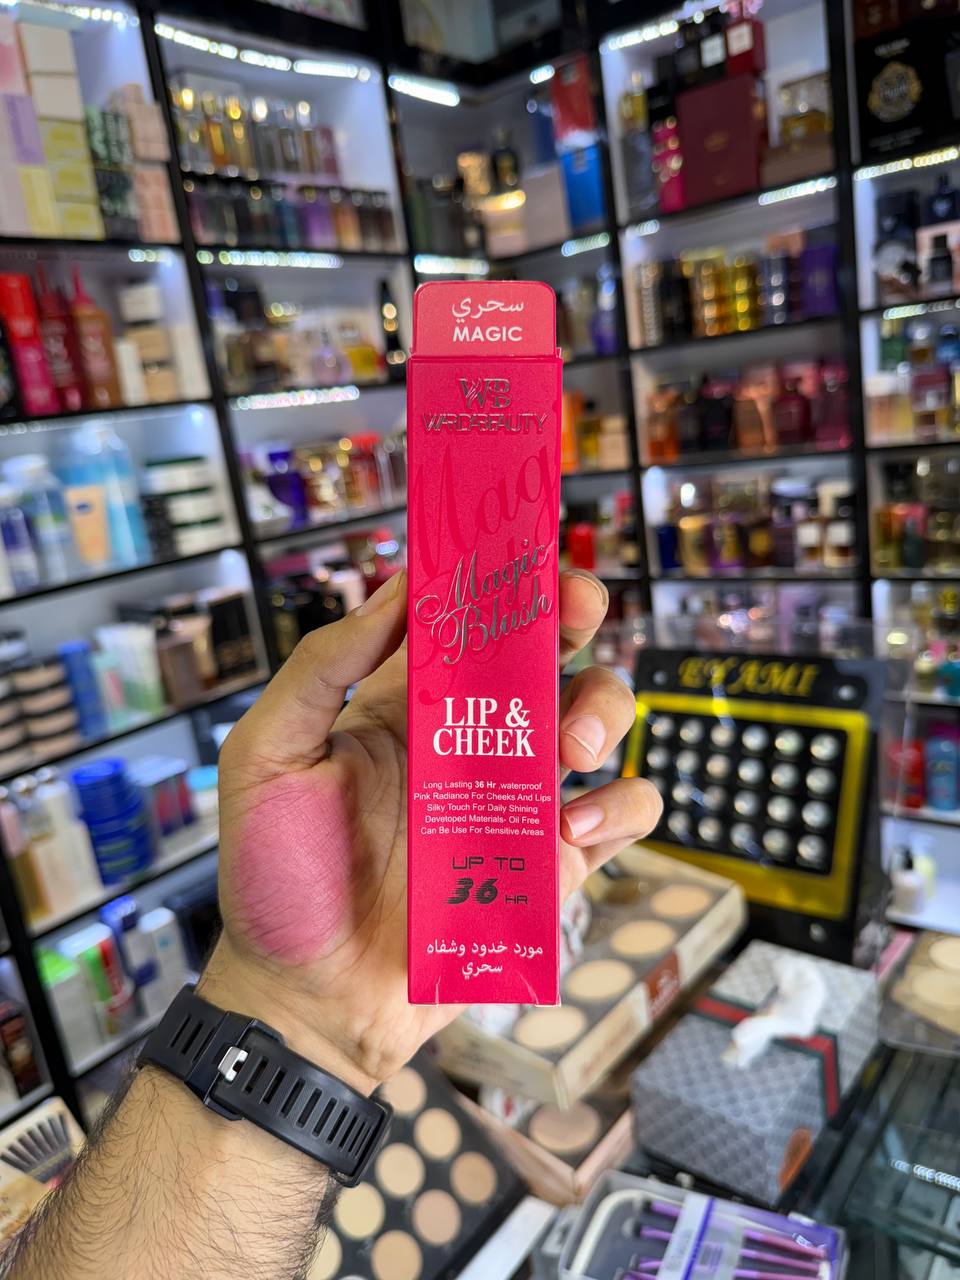 سحري
MAGIC
WB
WARDABEAUTY
Mag
Magic
Blush
LIP &
CHEEK
Long Lasting 36 Hr ,waterproof
Pink Radiance For Cheeks And Lips
Silky Touch For Daily Shining
Developed Materials- Oil Free
Can Be Use For Sensitive Areas
UP TO
36 HR
مورد خدود وشفاه
سحري